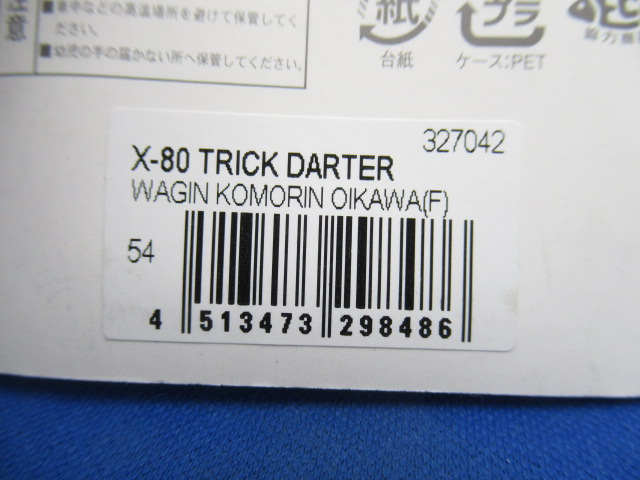 注意
■車中などの高温場所を避けて保管してく
ださい。
■幼児の手の届かない所へ保管してください。
紙
台紙
プラ
ケース:PET
327042
X-80 TRICK DARTER
WAGIN KOMORIN OIKAWA(F)
54
4 513473 298486